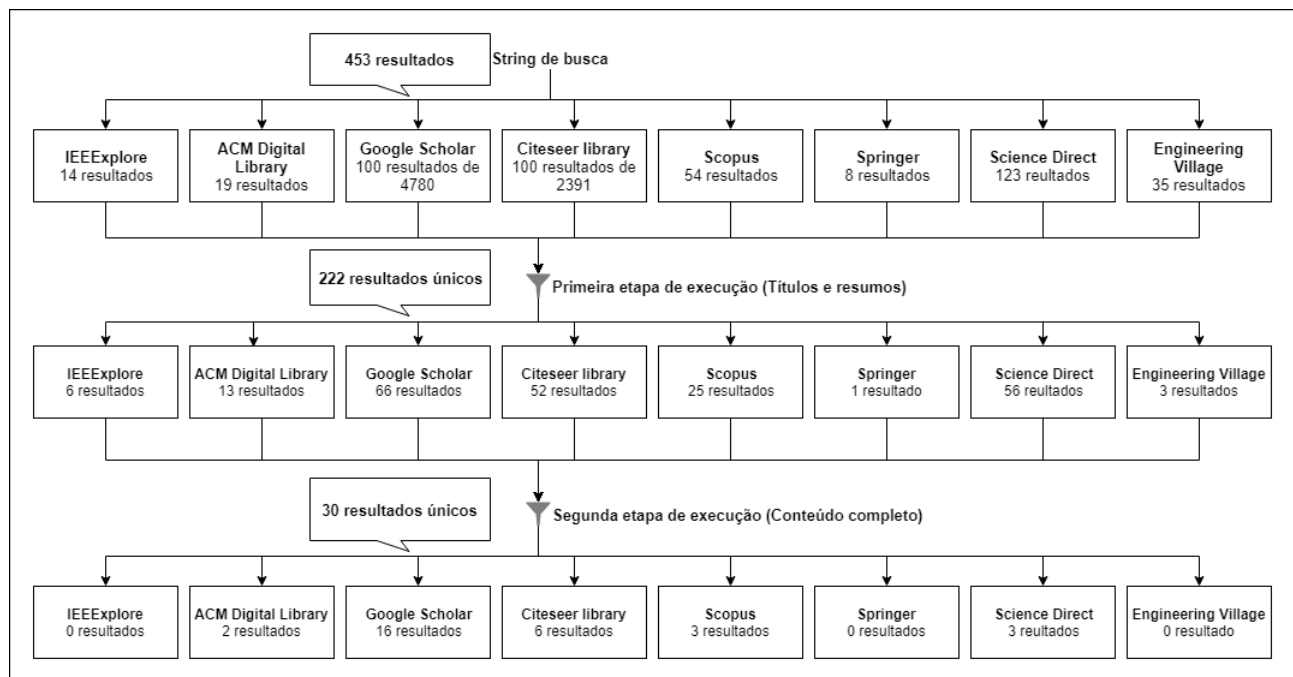 453 resultados
String de busca
IEEExplore
14 resultados
ACM Digital
Library
19 resultados
Google Scholar
100 resultados de
4780
Citeseer library
100 resultados de
2391
Scopus
54 resultados
Springer
8 resultados
Science Direct
123 reultados
Engineering
Village
35 resultados
222 resultados únicos
Primeira etapa de execução (Títulos e resumos)
IEEExplore
6 resultados
ACM Digital Library
13 resultados
Google Scholar
66 resultados
Citeseer library
52 resultados
Scopus
25 resultados
Springer
1 resultado
Science Direct
56 reultados
Engineering Village
3 resultados
30 resultados únicos
Segunda etapa de execução (Conteúdo completo)
IEEExplore
0 resultados
ACM Digital Library
2 resultados
Google Scholar
16 resultados
Citeseer library
6 resultados
Scopus
3 resultados
Springer
0 resultados
Science Direct
3 reultados
Engineering Village
0 resultado